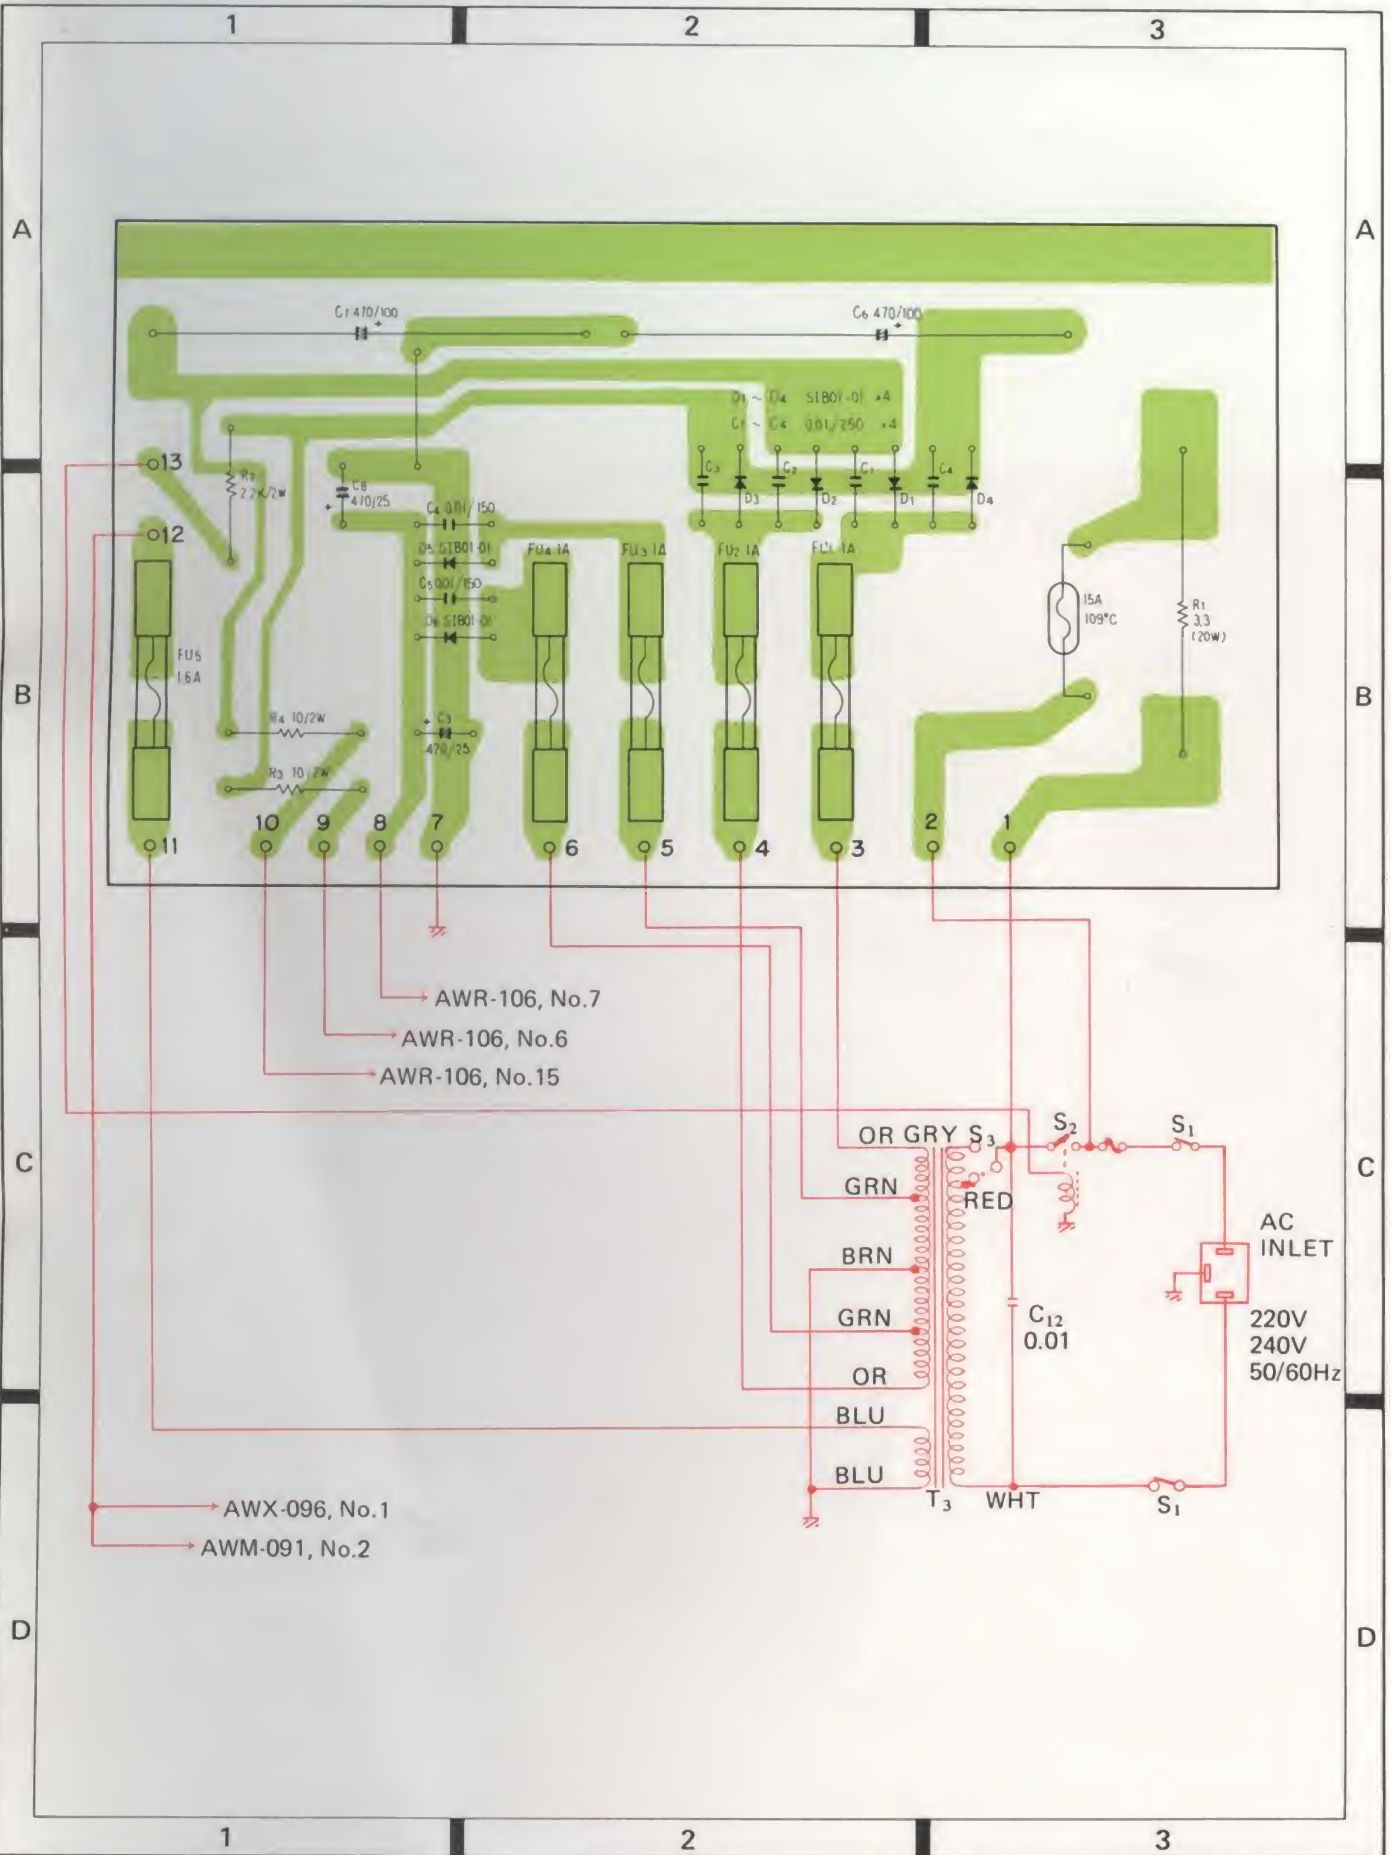 1 2 3
A A
C7 470/100
C6 470/100
D1 ~ D4 S1B01-01 ×4
C1 ~ C4 0.01/250 ×4
13
R2
2.2K/2W
C8
470/25
+
C3 D3 C2 D2 C1 D1 C4 D4
12
C4 0.01/150
D5 S1B01-01
C5 0.01/150
D6 S1B01-01
FU4 1A FU3 1A FU2 1A FU1 1A
15A
109°C
R1
3.3
(20W)
FU5
1.6A
B B
R4 10/2W
+ C9
470/25
R3 10/2W
11 10 9 8 7 6 5 4 3 2 1
AWR-106, No.7
AWR-106, No.6
AWR-106, No.15
C C
OR GRY S3 S2 S1
GRN
RED
BRN
AC
INLET
GRN
C12
0.01
220V
240V
50/60Hz
OR
BLU
BLU
T3 WHT S1
AWX-096, No.1
AWM-091, No.2
D D
1 2 3